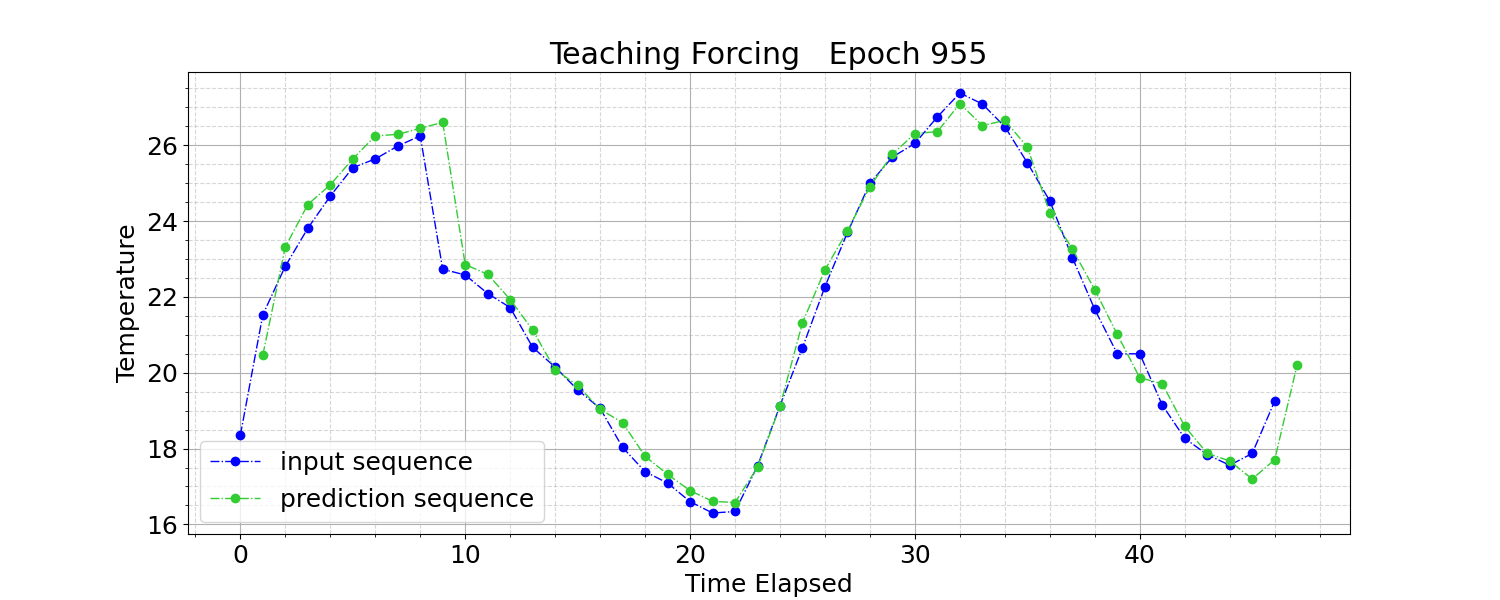 Teaching Forcing   Epoch 955
Temperature
26
24
22
20
18
16
input sequence
prediction sequence
0 10 20 30 40
Time Elapsed